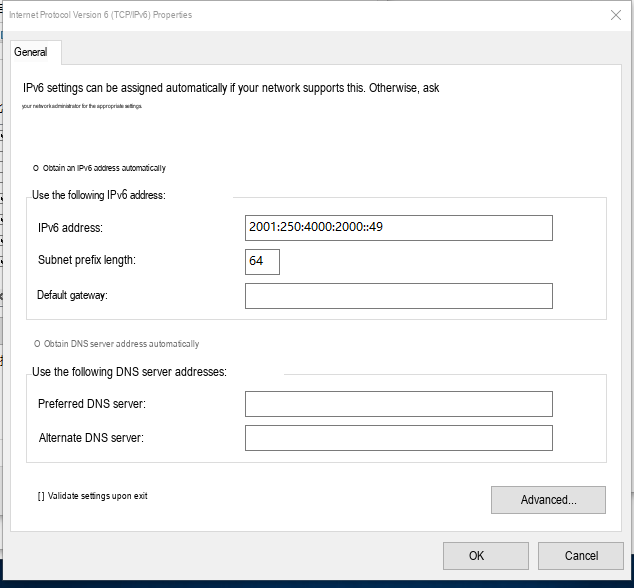 Internet Protocol Version 6 (TCP/IPv6) Properties
General
IPv6 settings can be assigned automatically if your network supports this. Otherwise, ask
your network administrator for the appropriate settings.
O Obtain an IPv6 address automatically
Use the following IPv6 address:
IPv6 address: 2001:250:4000:2000::49
Subnet prefix length: 64
Default gateway:
O Obtain DNS server address automatically
Use the following DNS server addresses:
Preferred DNS server:
Alternate DNS server:
[ ] Validate settings upon exit
Advanced...
OK Cancel